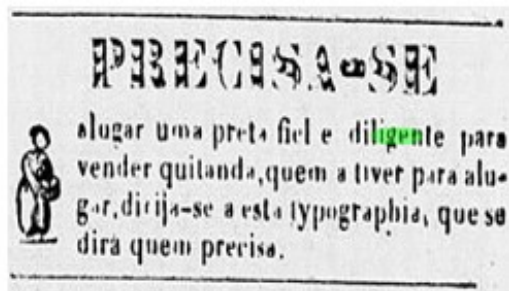 PRECISA-SE
alugar uma preta fiel e diligente para
vender quitanda, quem a tiver para alu-
gar, dirija-se a esta typographia, que se
dirá quem precisa.